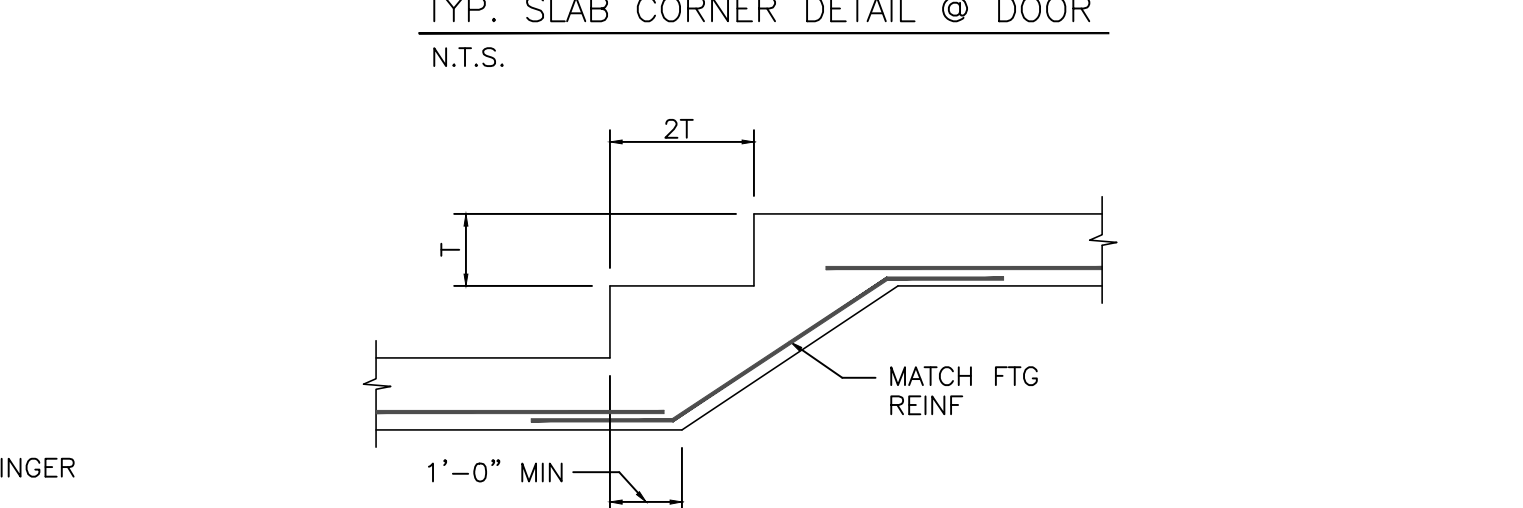 TYP. SLAB CORNER DETAIL @ DOOR
N.T.S.
2T
T
MATCH FTG
REINF
INGER
1'-0" MIN